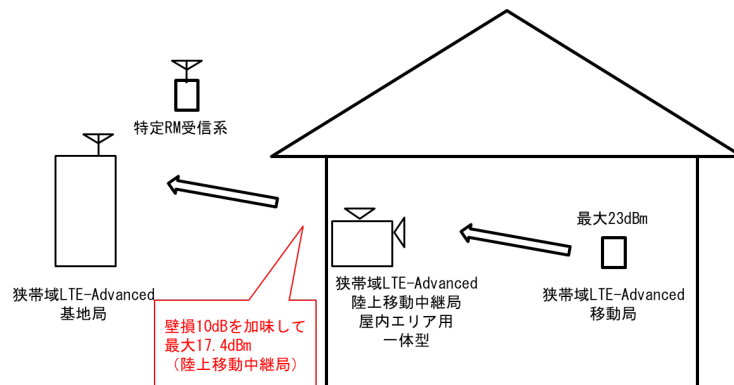 特定RM受信系
最大23dBm
狭帯域LTE-Advanced
基地局
狭帯域LTE-Advanced
陸上移動中継局
屋内エリア用
一体型
狭帯域LTE-Advanced
移動局
壁損10dBを加味して
最大17.4dBm
（陸上移動中継局）